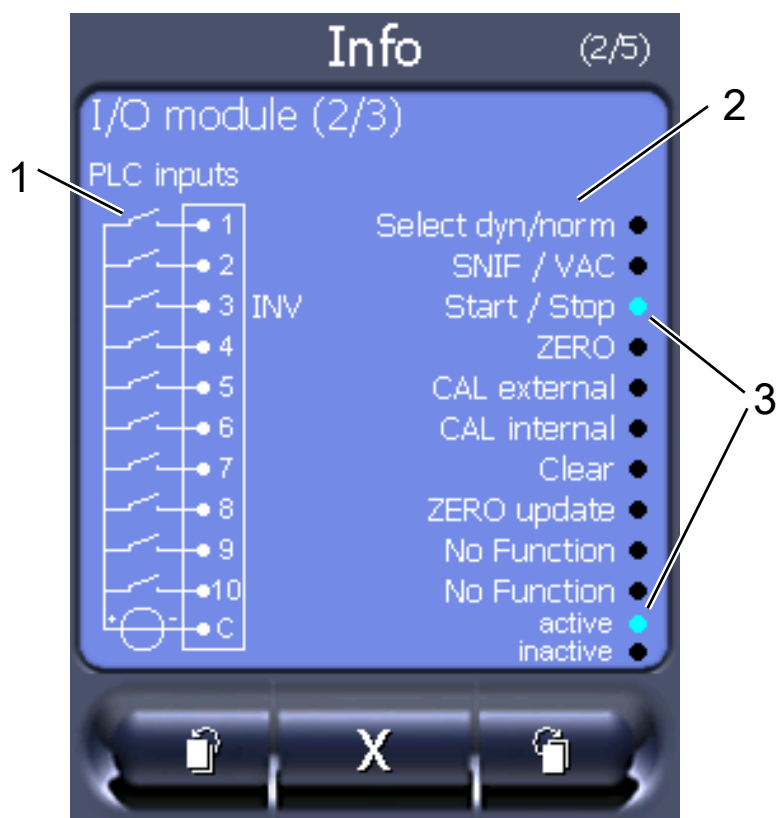 Info (2/5)
I/O module (2/3)
2
1
PLC inputs
1 Select dyn/norm
2 SNIF / VAC
3 INV Start / Stop
4 ZERO
3
5 CAL external
6 CAL internal
7 Clear
8 ZERO update
9 No Function
10 No Function
+ - C active
inactive
X